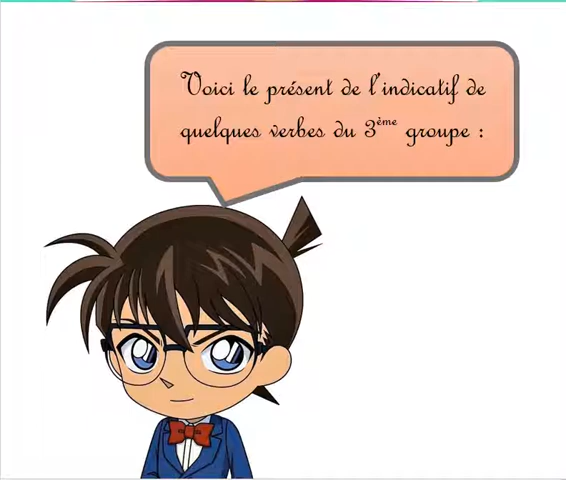 Voici le présent de l'indicatif de
quelques verbes du 3ème groupe :